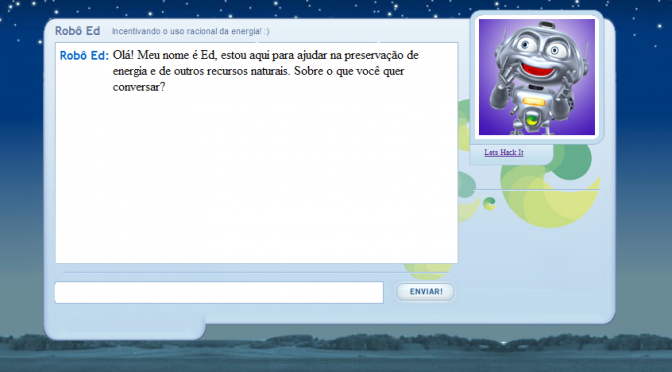 Robô Ed Incentivando o uso racional da energia! :)
Robô Ed: Olá! Meu nome é Ed, estou aqui para ajudar na preservação de
energia e de outros recursos naturais. Sobre o que você quer
conversar?
Lets Hack It
ENVIAR!